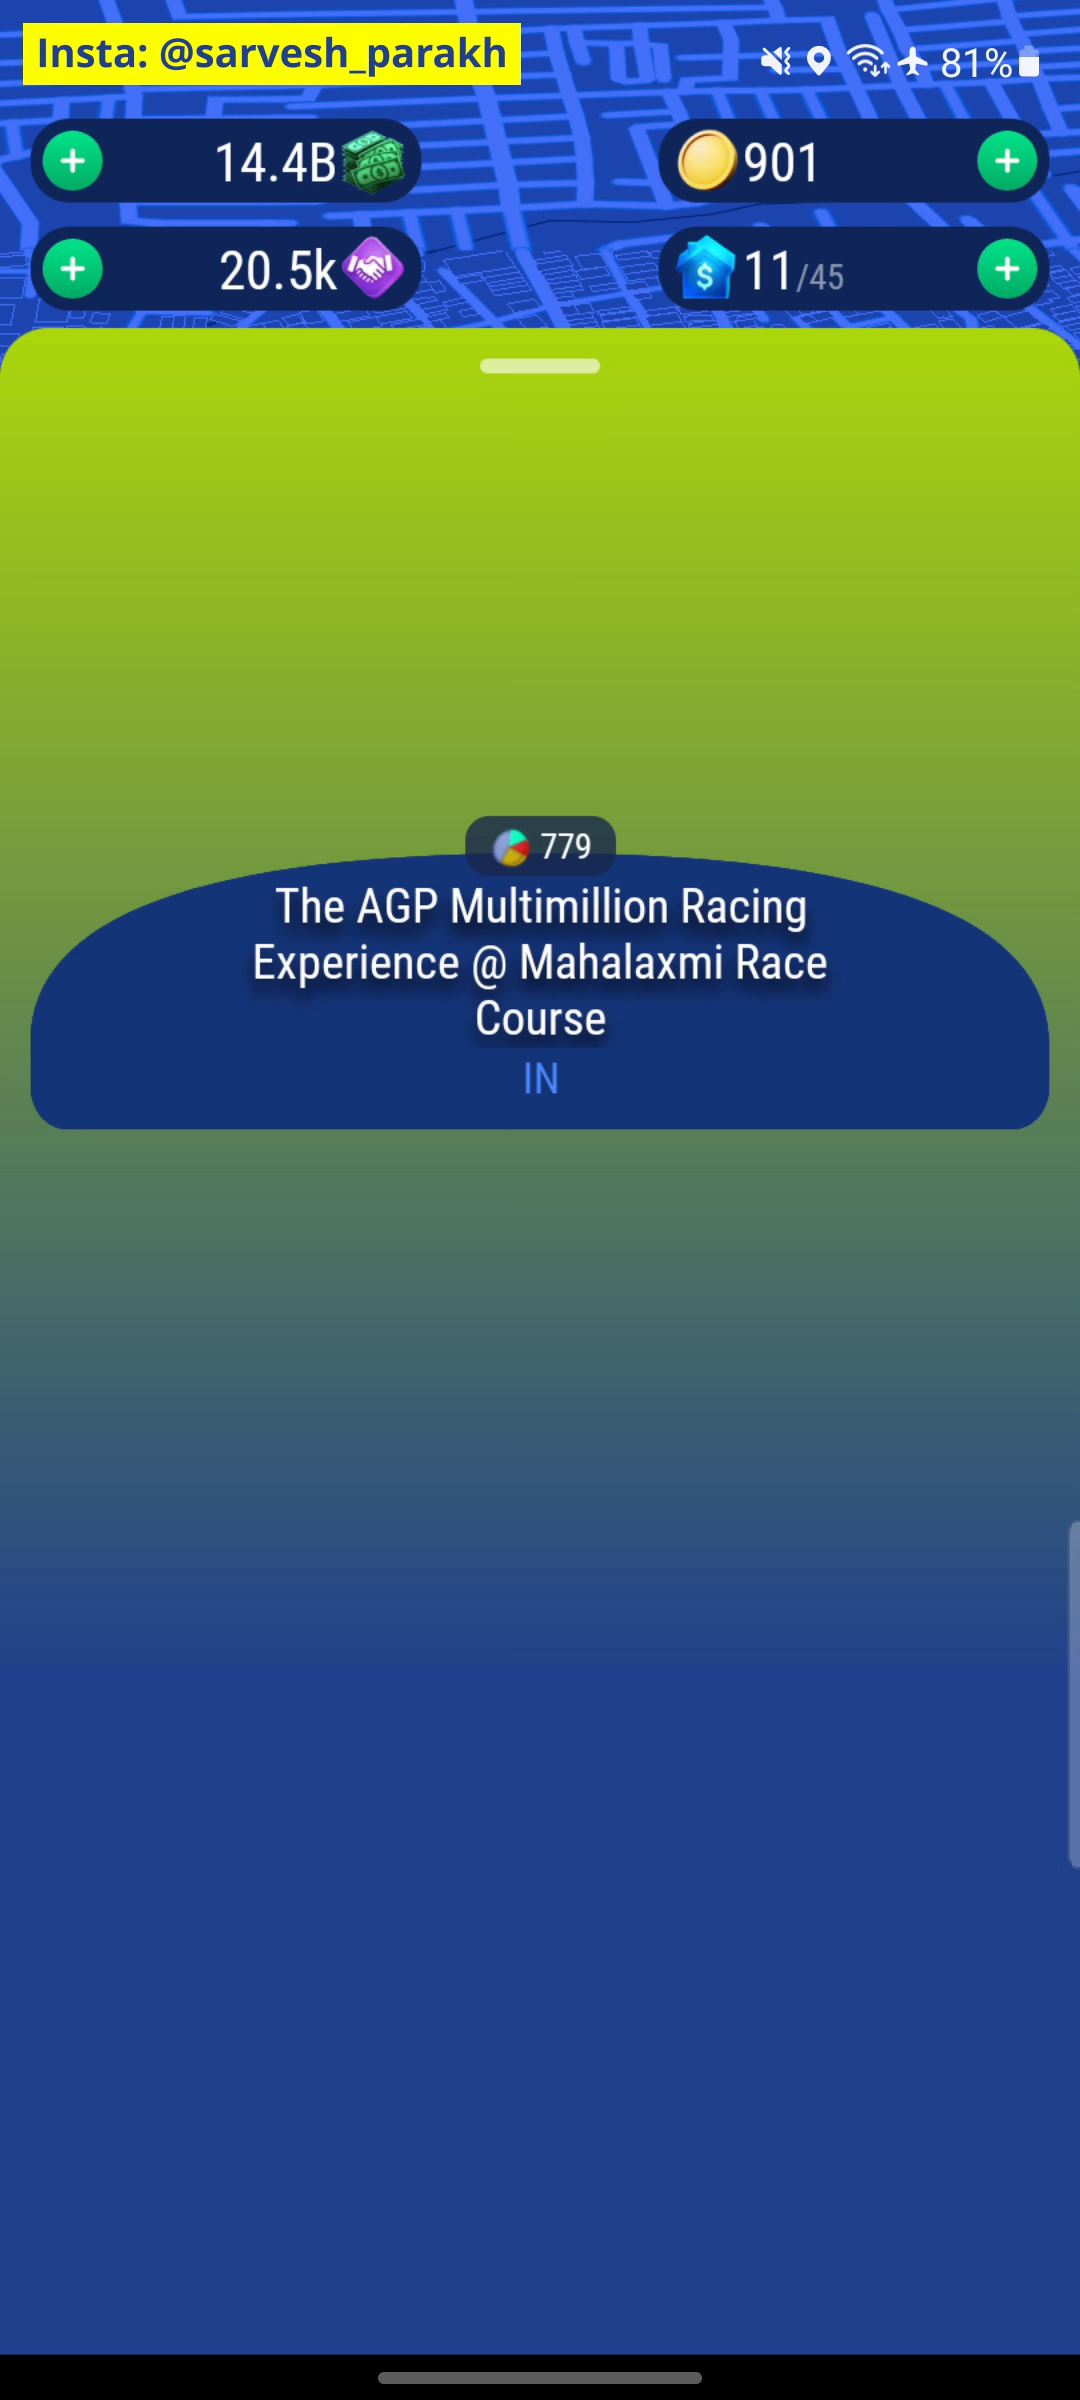 Insta: @sarvesh_parakh
81%
14.4B
901
20.5k
11/45
779
The AGP Multimillion Racing
Experience @ Mahalaxmi Race
Course
IN